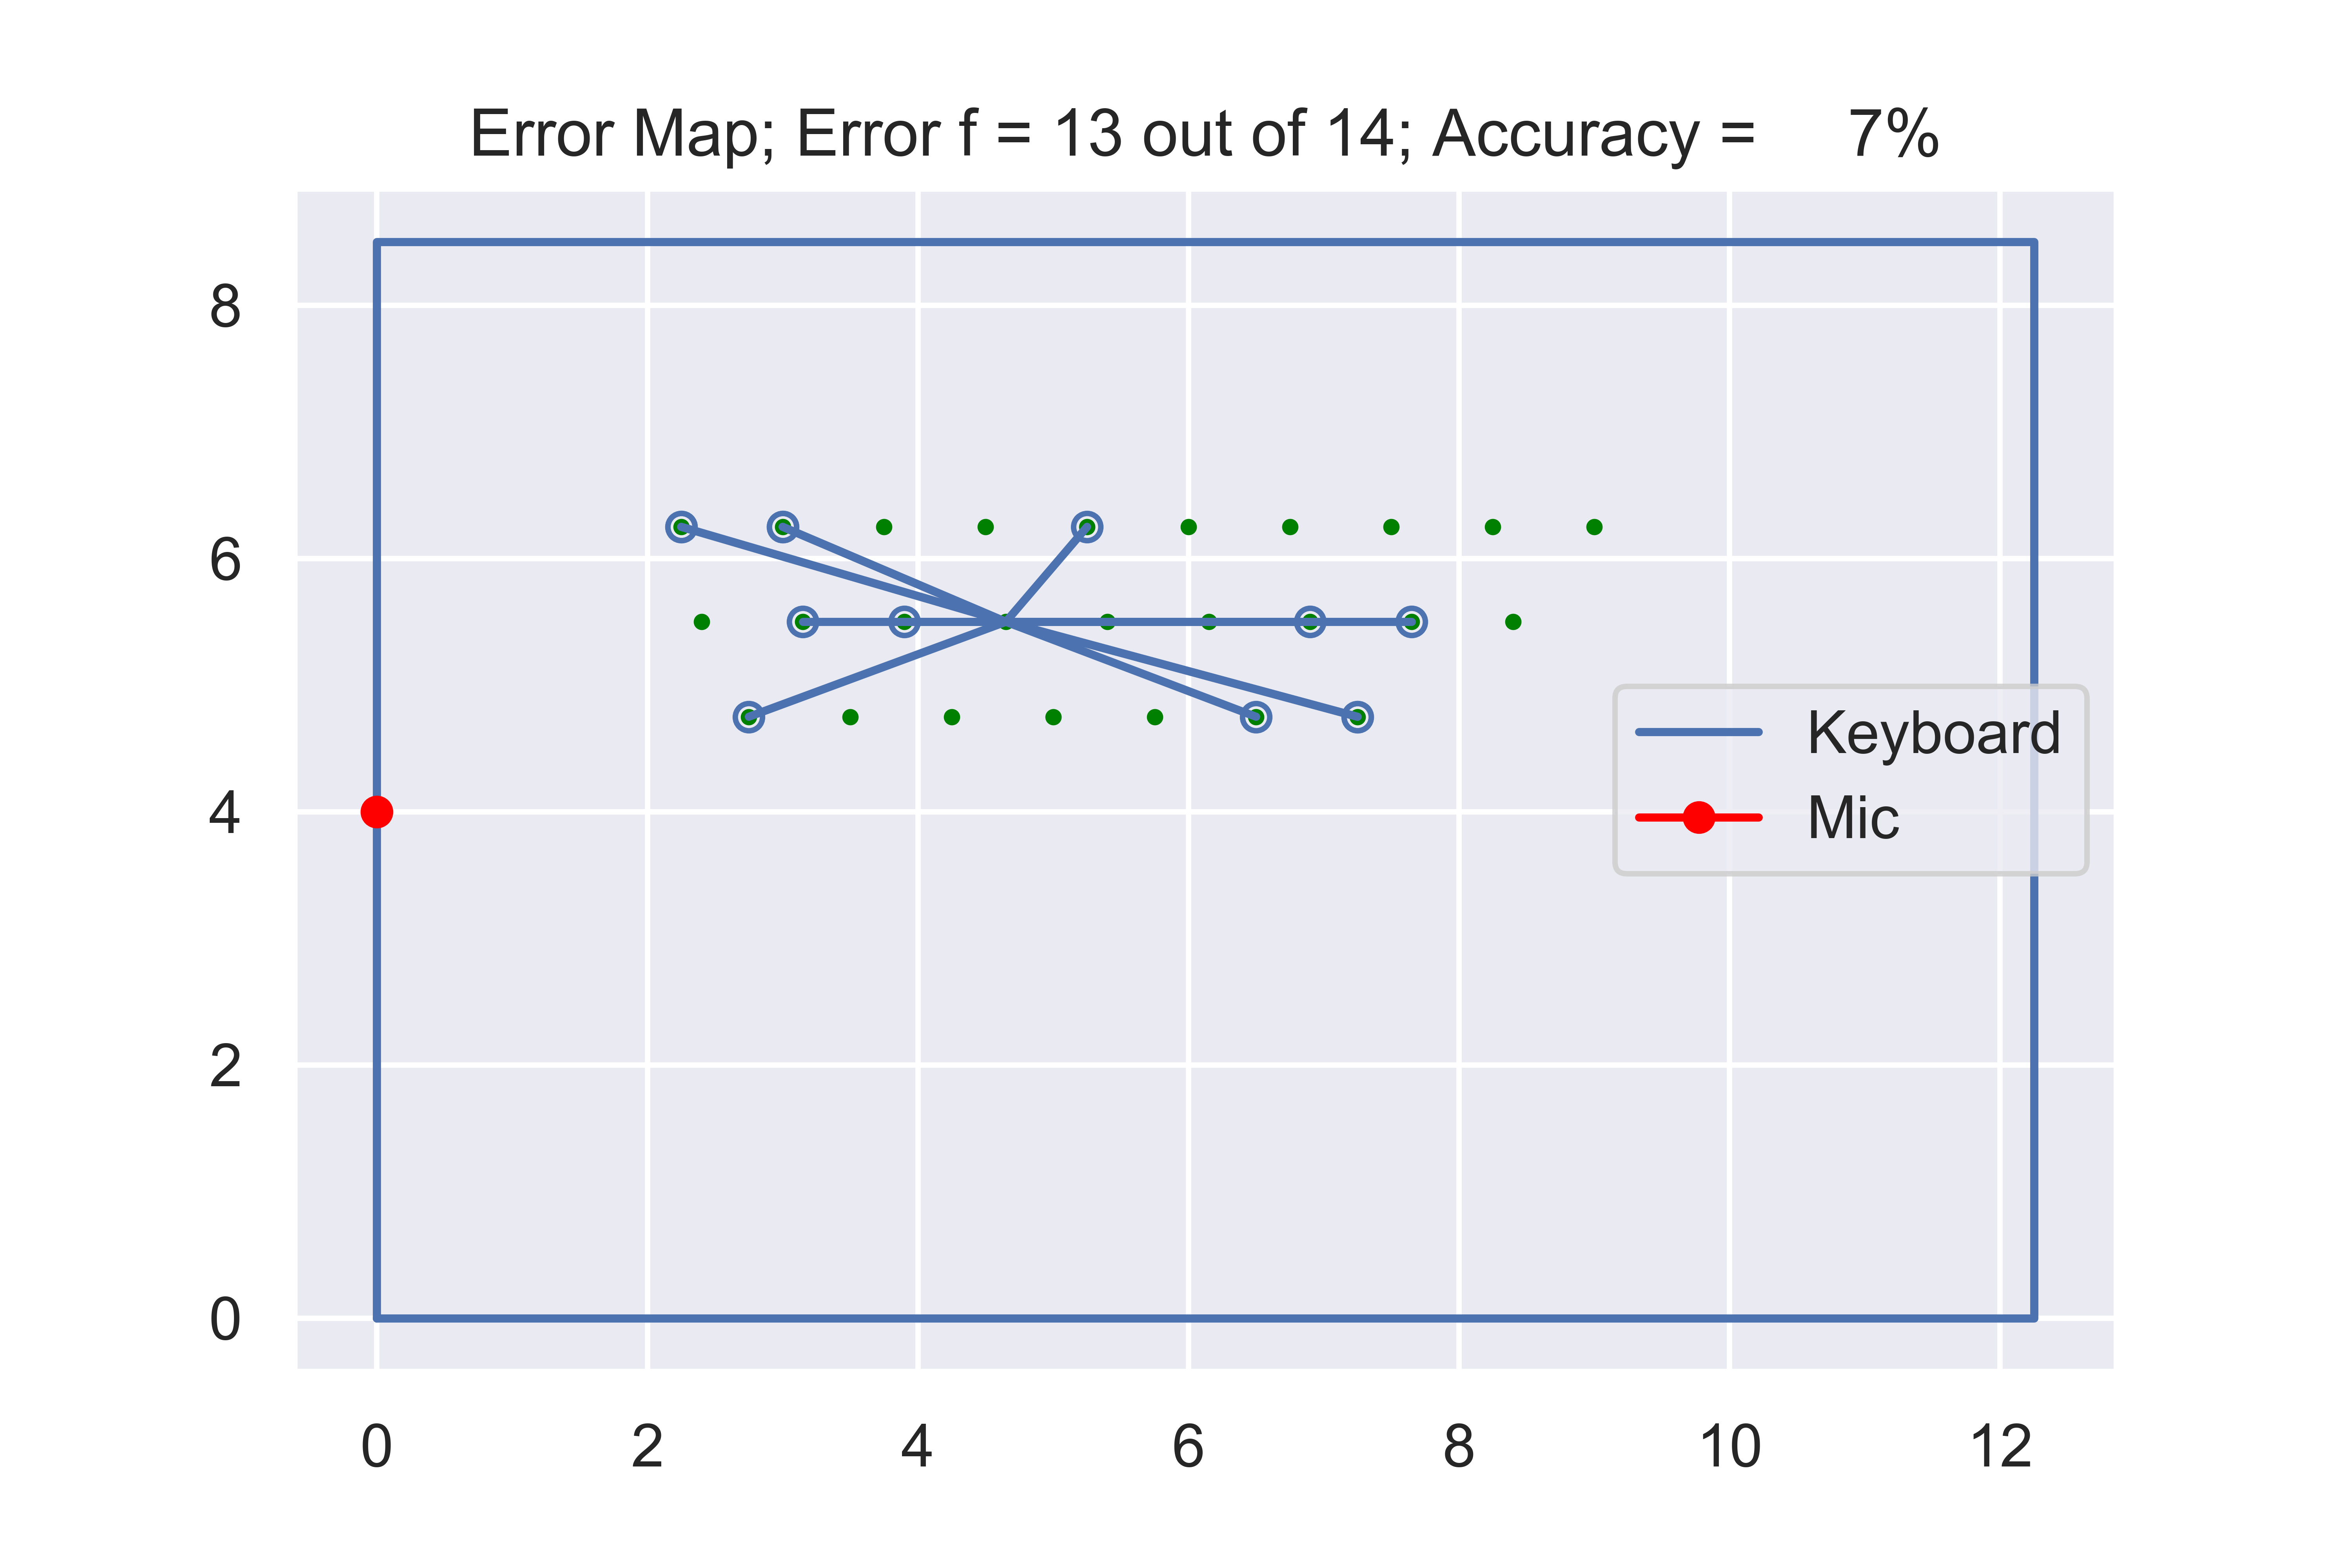 Error Map; Error f = 13 out of 14; Accuracy = 7%
8
6
4
2
0
Keyboard
Mic
0 2 4 6 8 10 12